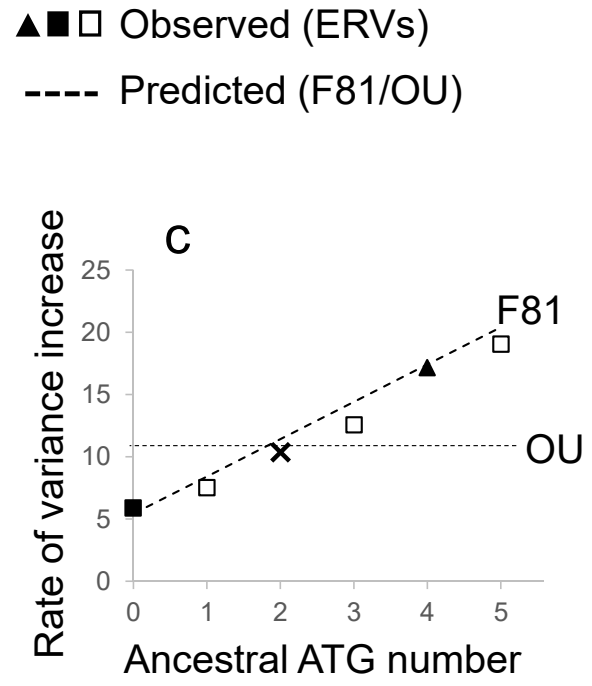 ▲■□ Observed (ERVs)
---- Predicted (F81/OU)
C
Rate of variance increase
25
20
15
10
5
0
F81
OU
0 1 2 3 4 5
Ancestral ATG number